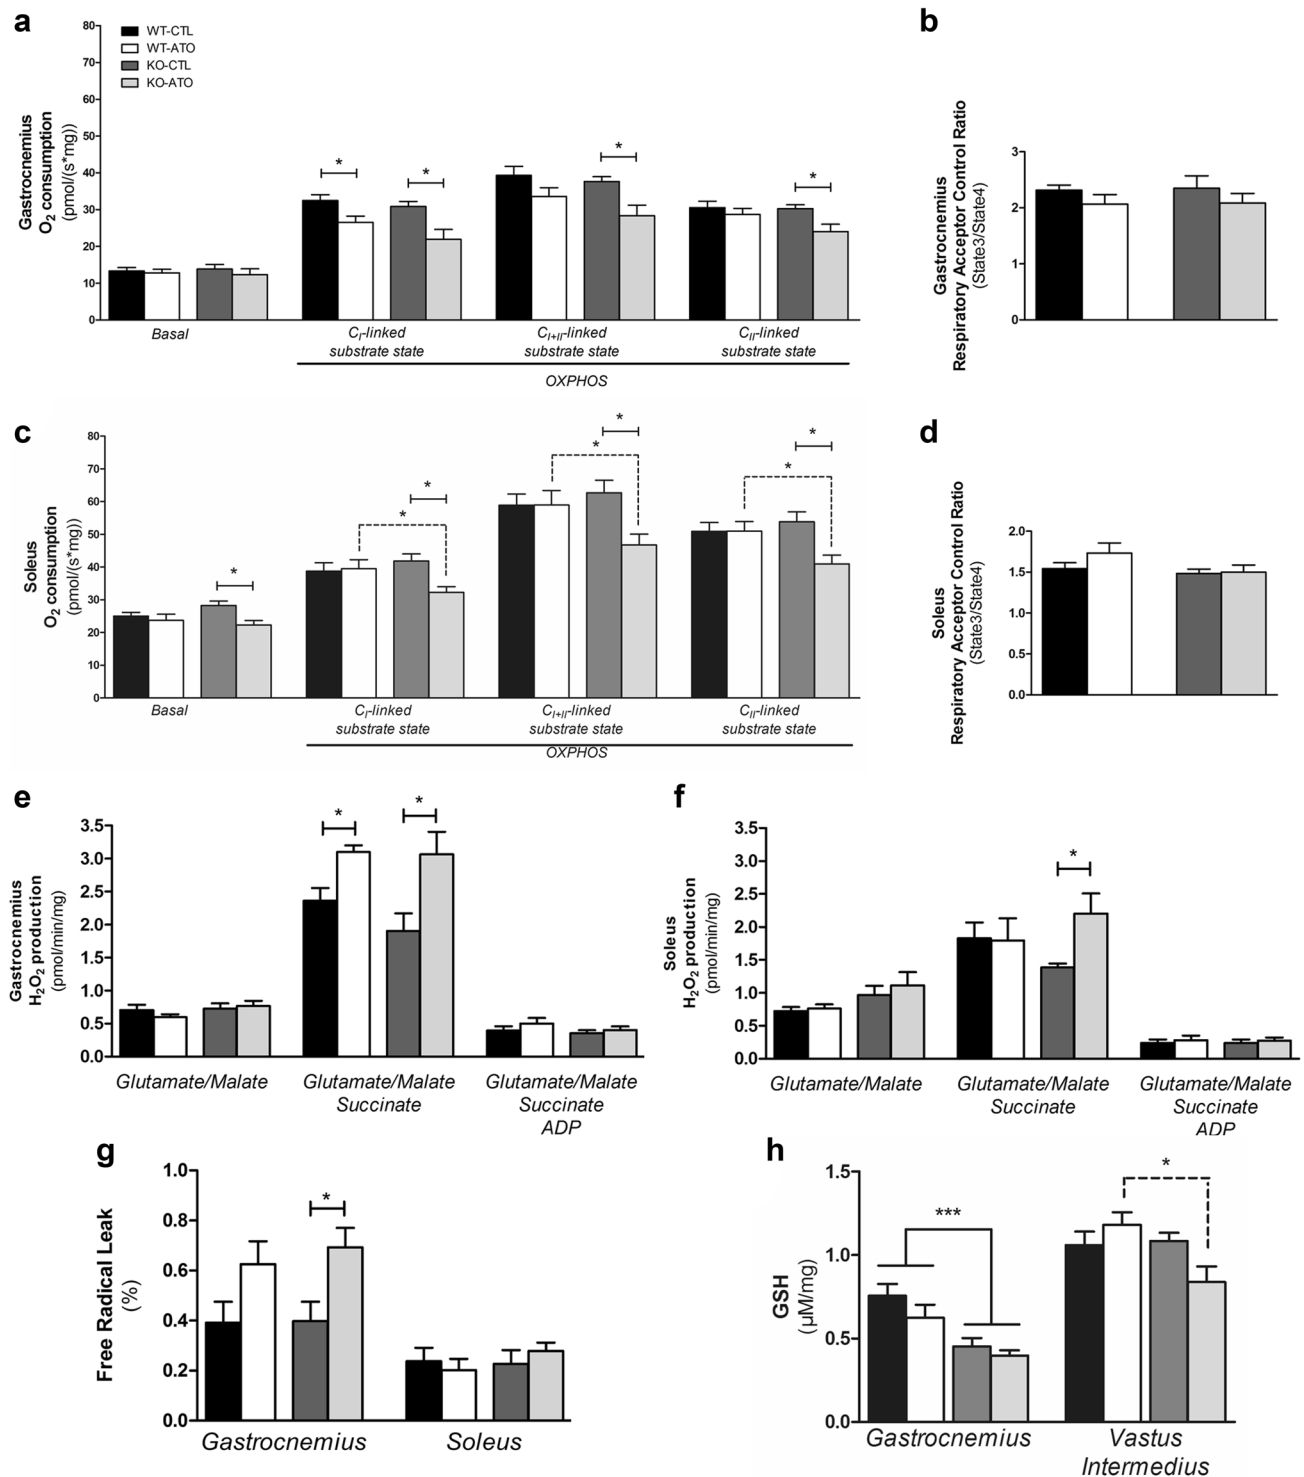 a
WT-CTL
WT-ATO
KO-CTL
KO-ATO
Gastrocnemius
O2 consumption
(pmol/(s*mg))
80
70
60
50
40
30
20
10
0
*
*
*
*
Basal
CI-linked
substrate state
CI+II-linked
substrate state
CII-linked
substrate state
OXPHOS
b
Gastrocnemius
Respiratory Acceptor Control Ratio
(State3/State4)
3
2
1
0
c
Soleus
O2 consumption
(pmol/(s*mg))
80
70
60
50
40
30
20
10
0
*
*
*
*
*
*
*
Basal
CI-linked
substrate state
CI+II-linked
substrate state
CII-linked
substrate state
OXPHOS
d
Soleus
Respiratory Acceptor Control Ratio
(State3/State4)
2.0
1.5
1.0
0.5
0.0
e
Gastrocnemius
H2O2 production
(pmol/min/mg)
3.5
3.0
2.5
2.0
1.5
1.0
0.5
0.0
*
*
Glutamate/Malate
Glutamate/Malate
Succinate
Glutamate/Malate
Succinate
ADP
f
Soleus
H2O2 production
(pmol/min/mg)
3.5
3.0
2.5
2.0
1.5
1.0
0.5
0.0
*
Glutamate/Malate
Glutamate/Malate
Succinate
Glutamate/Malate
Succinate
ADP
g
Free Radical Leak
(%)
1.0
0.8
0.6
0.4
0.2
0.0
*
Gastrocnemius
Soleus
h
GSH
(µM/mg)
1.5
1.0
0.5
0.0
***
*
Gastrocnemius
Vastus
Intermedius